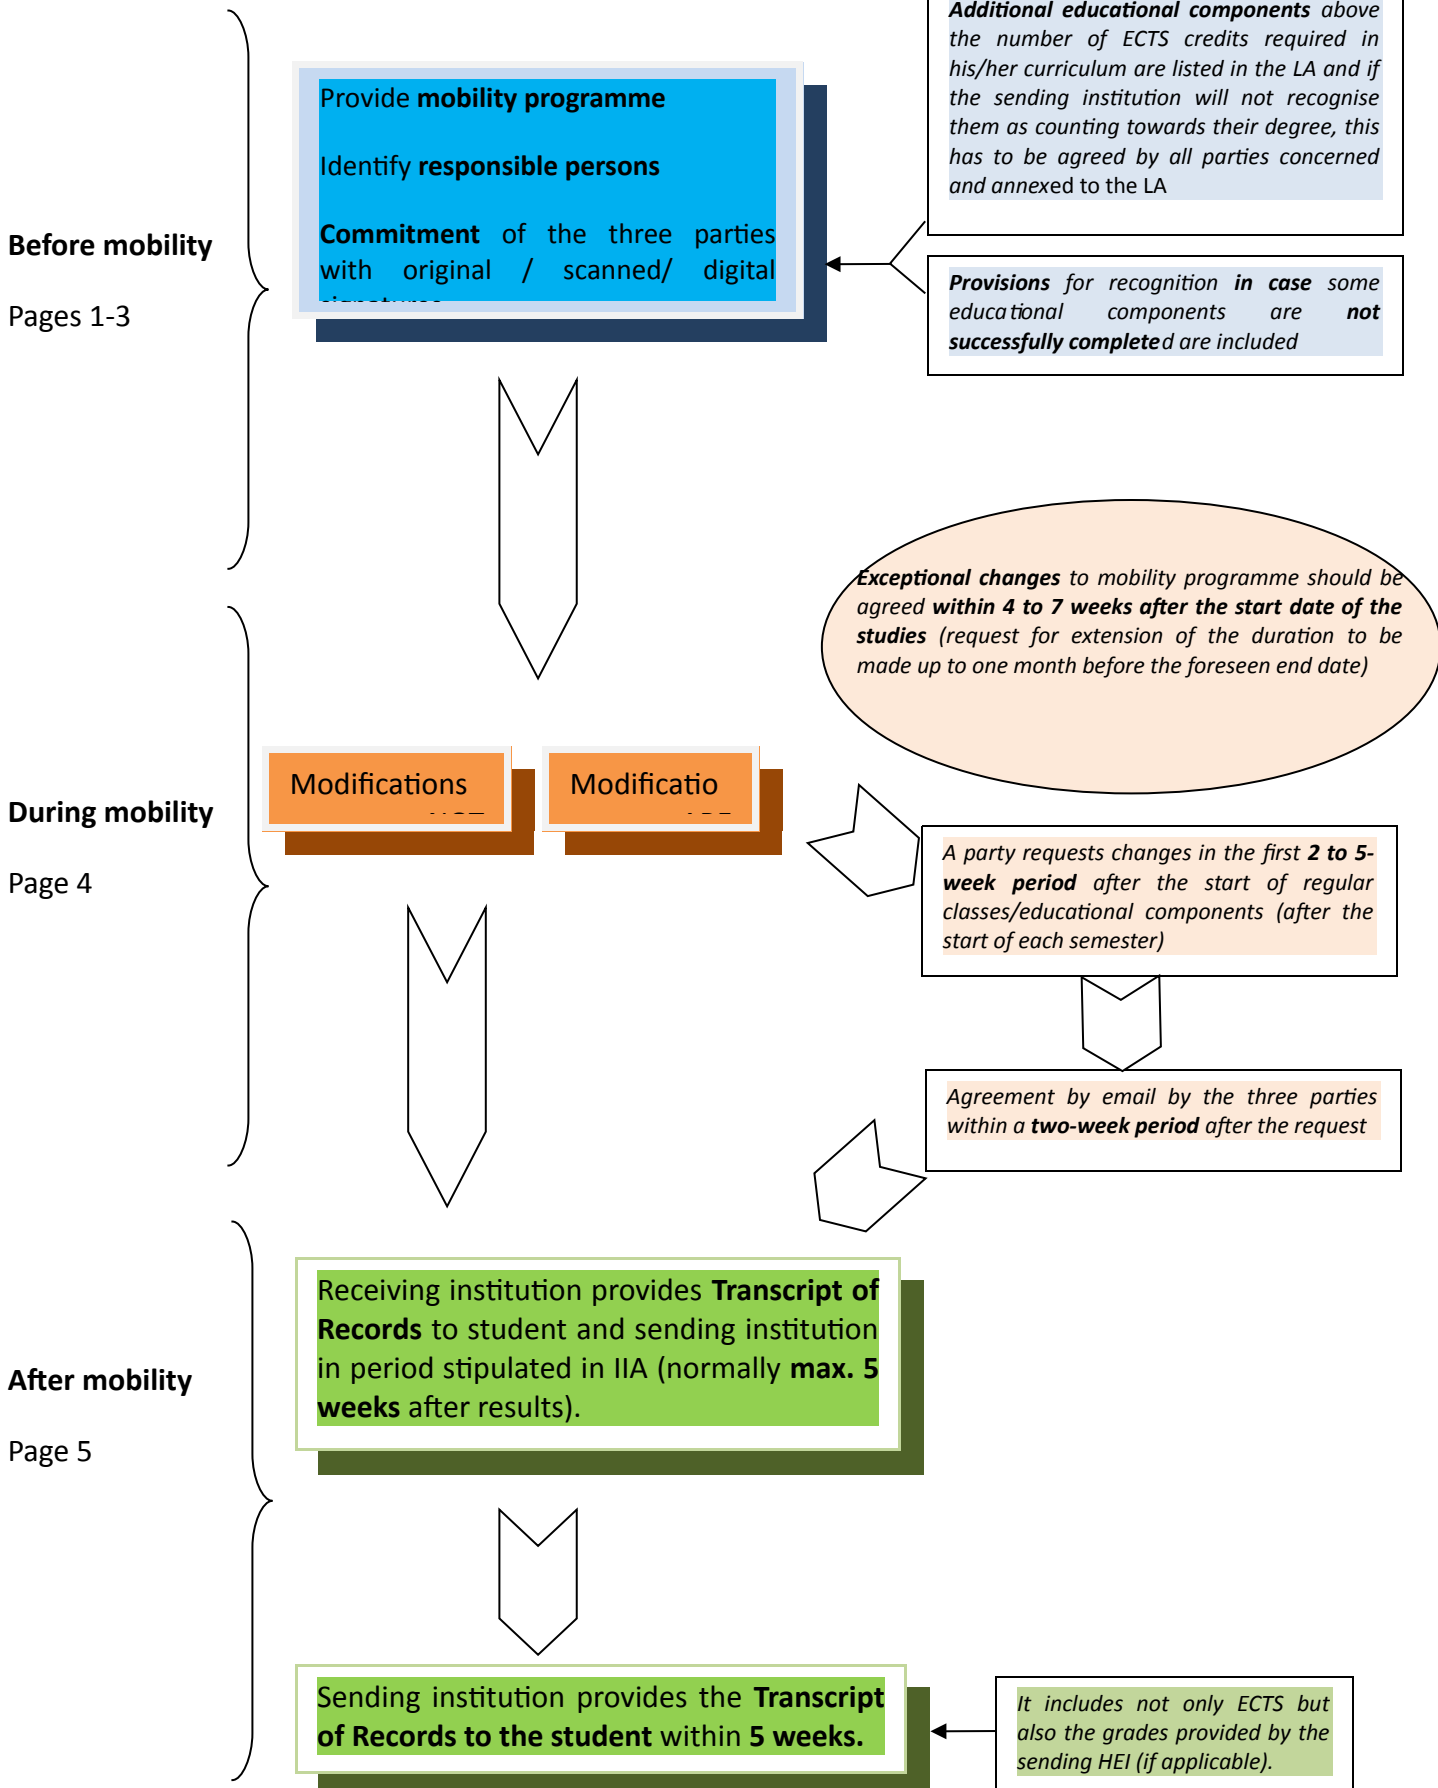 Additional educational components above
the number of ECTS credits required in
his/her curriculum are listed in the LA and if
the sending institution will not recognise
them as counting towards their degree, this
has to be agreed by all parties concerned
and annexed to the LA
Provide mobility programme
Identify responsible persons
Commitment of the three parties
with original / scanned/ digital
Before mobility
Pages 1-3
Provisions for recognition in case some
educational components are not
successfully completed are included
Exceptional changes to mobility programme should be
agreed within 4 to 7 weeks after the start date of the
studies (request for extension of the duration to be
made up to one month before the foreseen end date)
During mobility
Page 4
Modifications
Modificatio
A party requests changes in the first 2 to 5-
week period after the start of regular
classes/educational components (after the
start of each semester)
Agreement by email by the three parties
within a two-week period after the request
After mobility
Page 5
Receiving institution provides Transcript of
Records to student and sending institution
in period stipulated in IIA (normally max. 5
weeks after results).
Sending institution provides the Transcript
of Records to the student within 5 weeks.
It includes not only ECTS but
also the grades provided by the
sending HEI (if applicable).